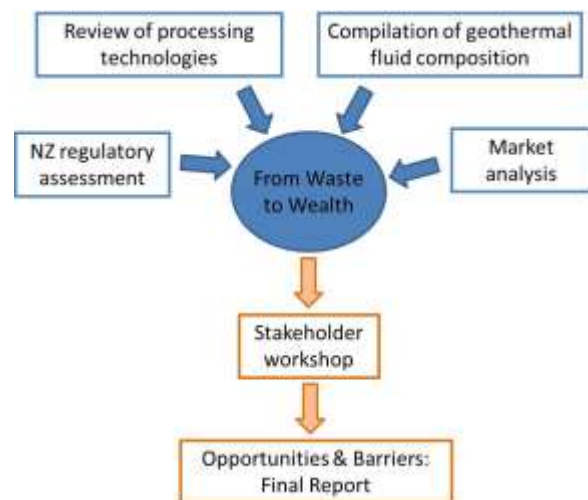 Review of processing
technologies
Compilation of geothermal
fluid composition
NZ regulatory
assessment
From Waste
to Wealth
Market
analysis
Stakeholder
workshop
Opportunities & Barriers:
Final Report